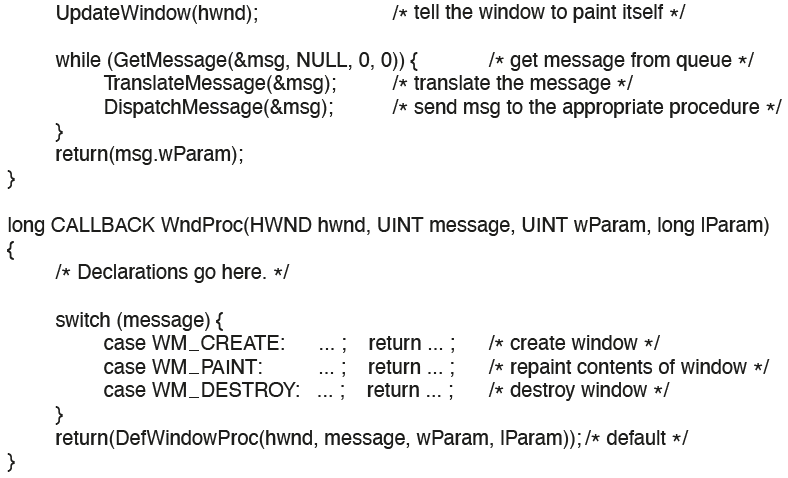 UpdateWindow(hwnd); /* tell the window to paint itself */
while (GetMessage(&msg, NULL, 0, 0)) { /* get message from queue */
TranslateMessage(&msg); /* translate the message */
DispatchMessage(&msg); /* send msg to the appropriate procedure */
}
return(msg.wParam);
}
long CALLBACK WndProc(HWND hwnd, UINT message, UINT wParam, long lParam)
{
/* Declarations go here. */
switch (message) {
case WM_CREATE: ... ; return ... ; /* create window */
case WM_PAINT: ... ; return ... ; /* repaint contents of window */
case WM_DESTROY: ... ; return ... ; /* destroy window */
}
return(DefWindowProc(hwnd, message, wParam, lParam)); /* default */
}